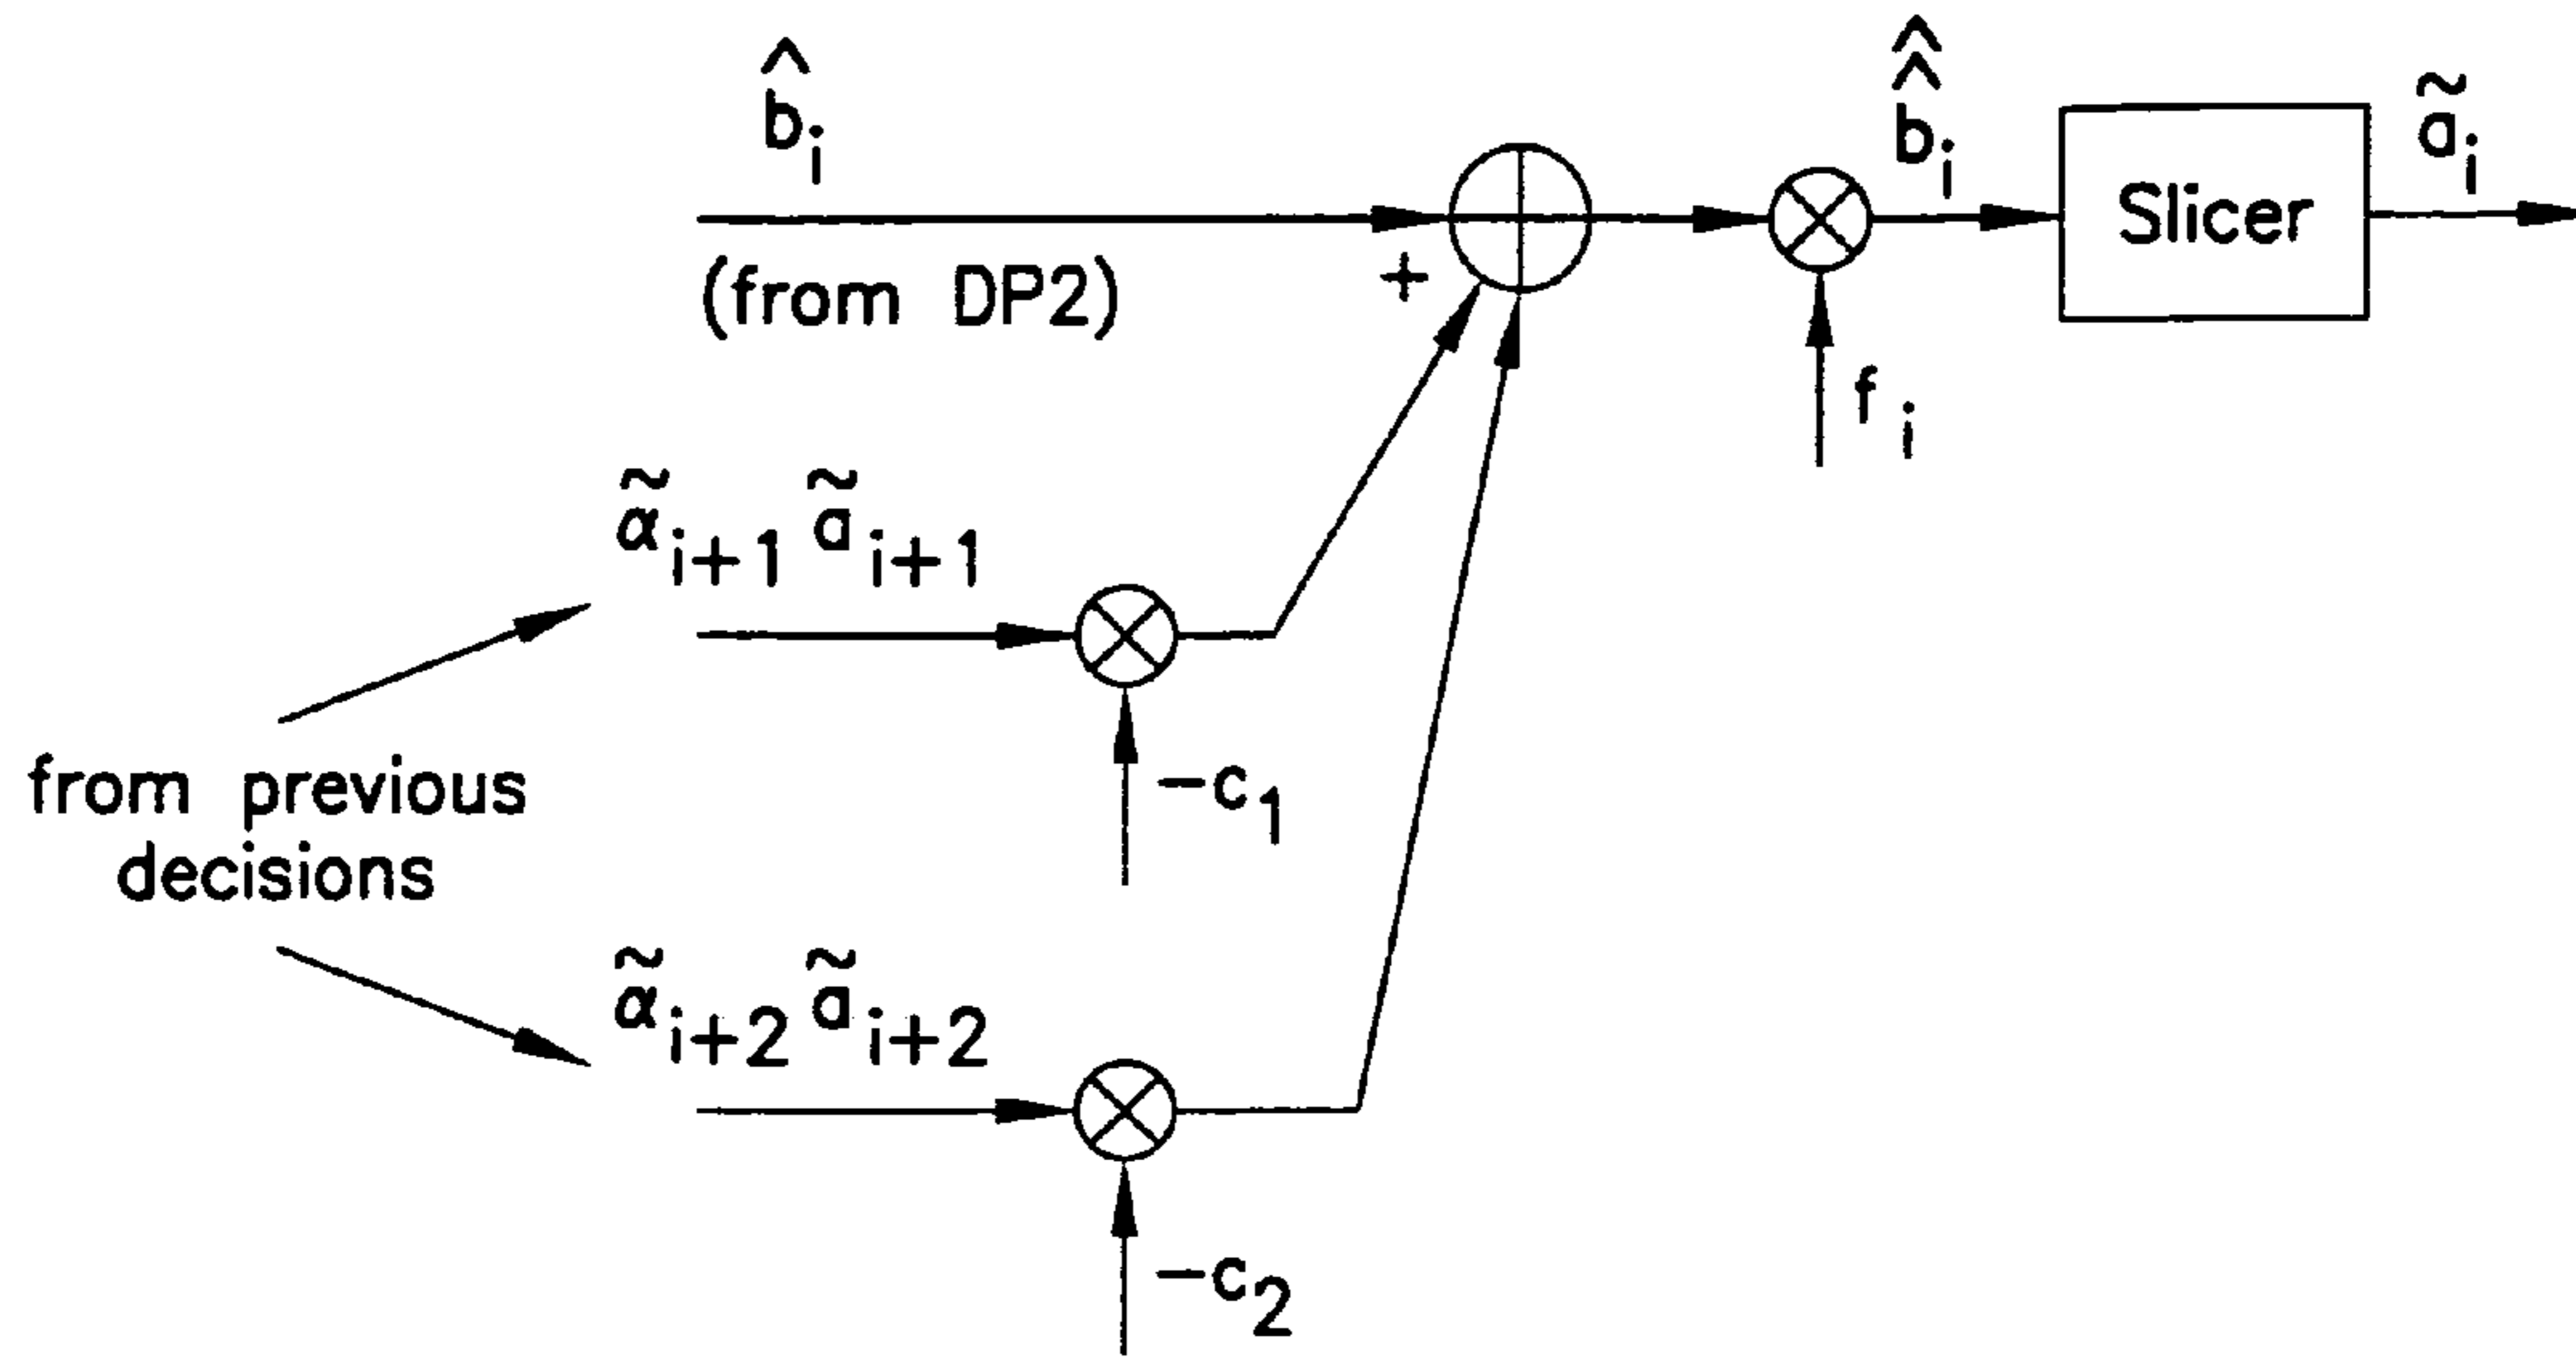 b̂ᵢ
b̂̂ᵢ
ãᵢ
Slicer
+
(from DP2)
fᵢ
α̃ᵢ₊₁ ãᵢ₊₁
from previous
decisions
−c₁
α̃ᵢ₊₂ ãᵢ₊₂
−c₂